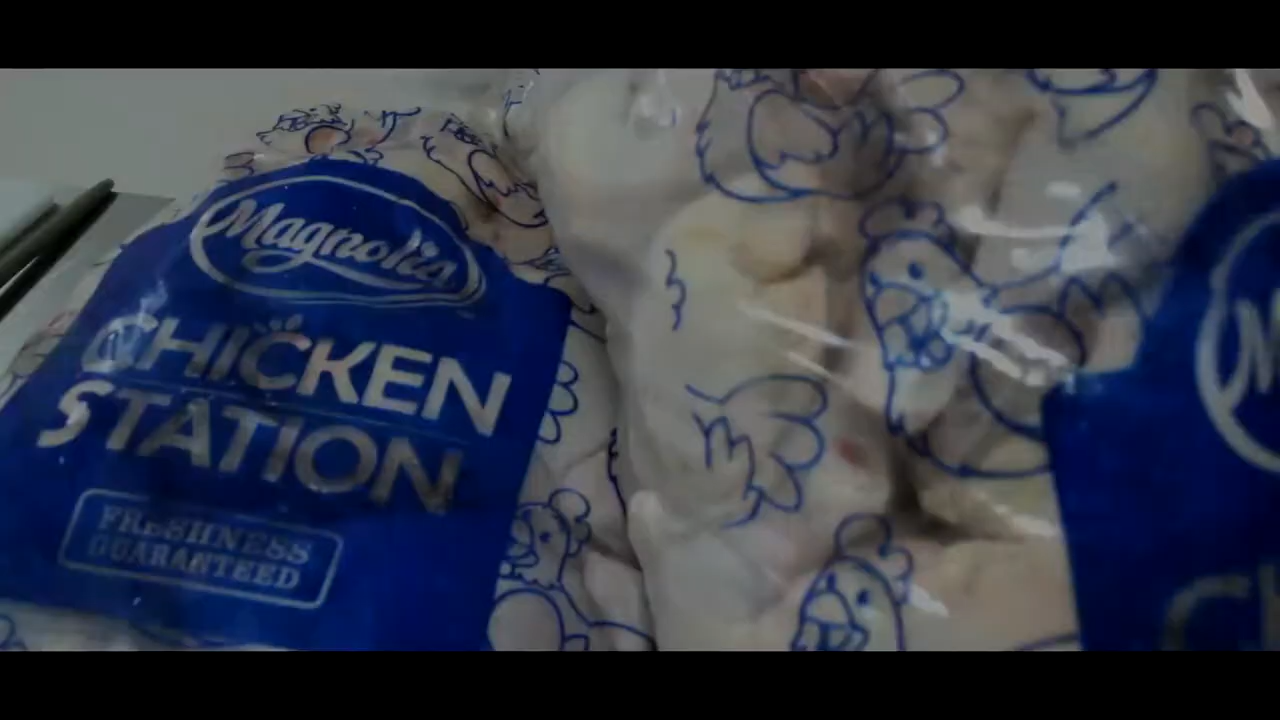 Magnolia
CHICKEN
STATION
FRESHNESS
GUARANTEED